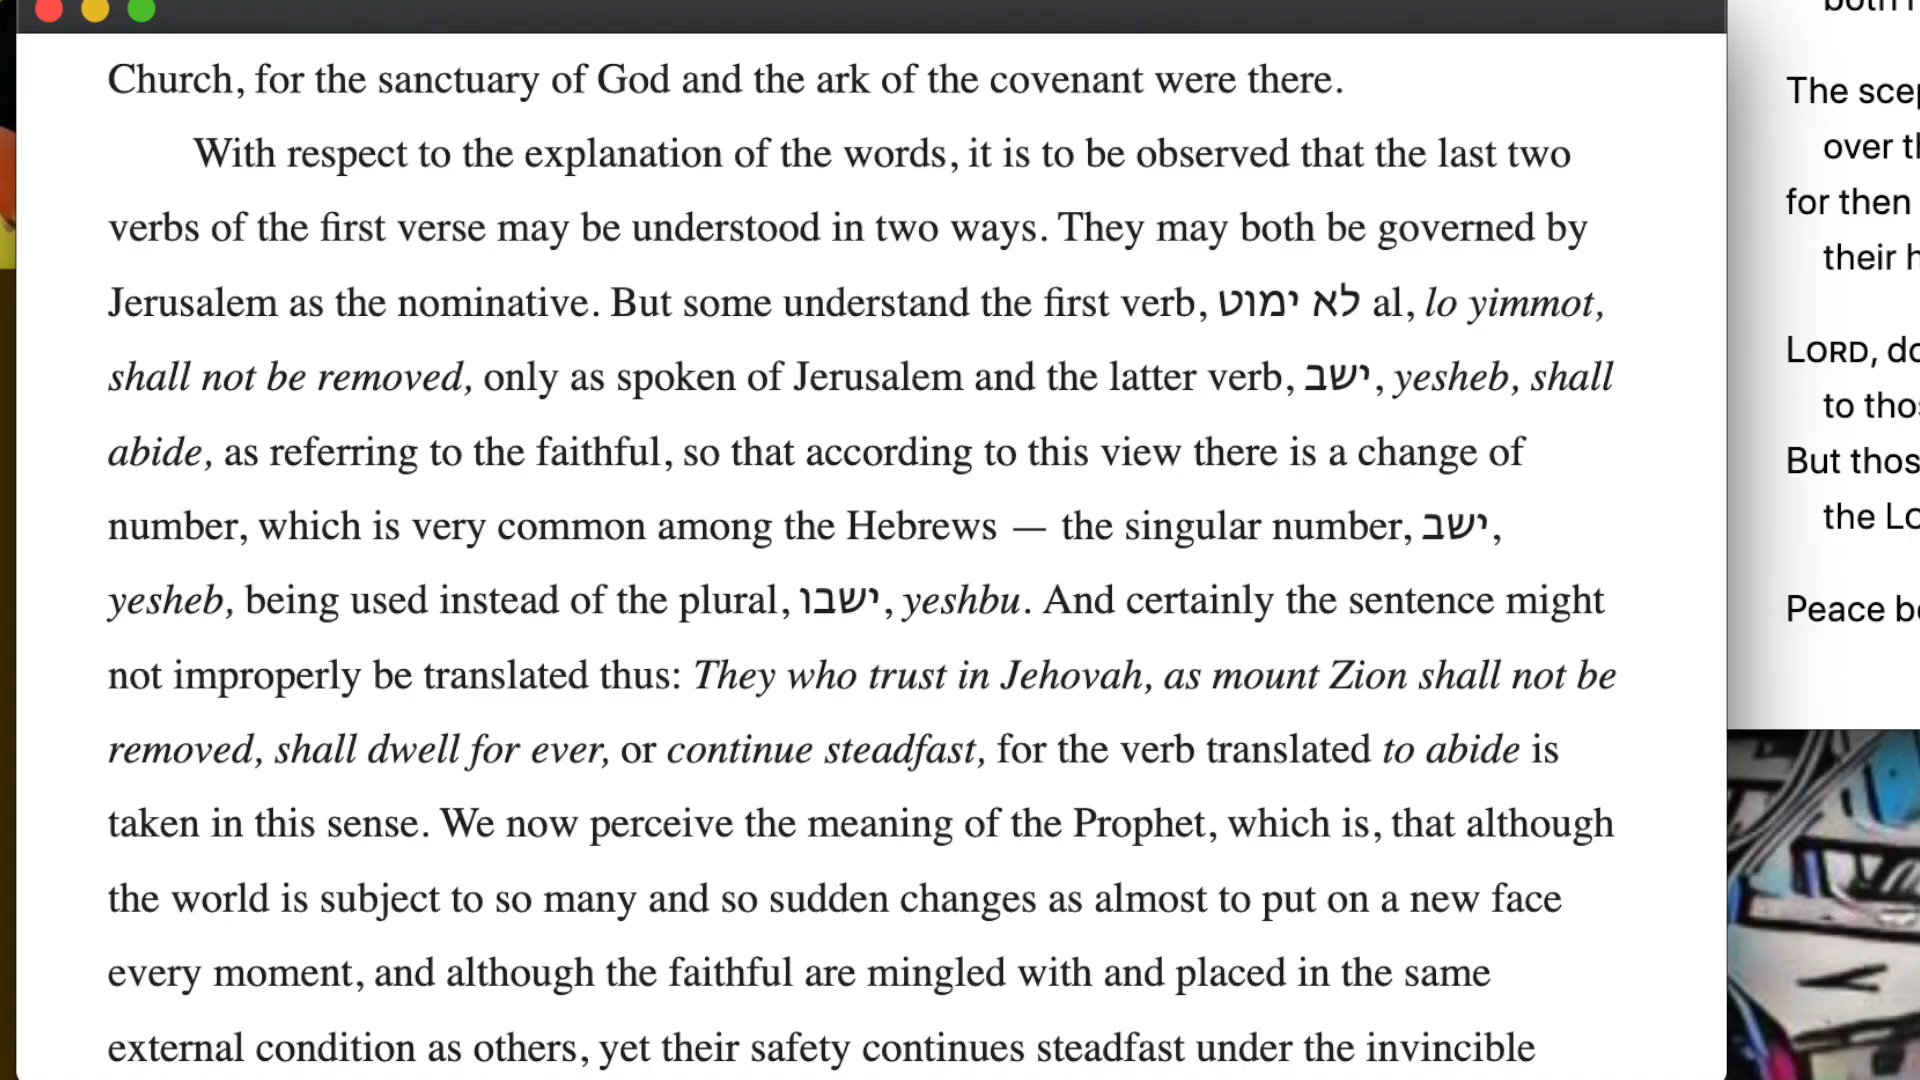 Church, for the sanctuary of God and the ark of the covenant were there.
With respect to the explanation of the words, it is to be observed that the last two
verbs of the first verse may be understood in two ways. They may both be governed by
Jerusalem as the nominative. But some understand the first verb, לא ימוט al, lo yimmot,
shall not be removed, only as spoken of Jerusalem and the latter verb, ישב, yesheb, shall
abide, as referring to the faithful, so that according to this view there is a change of
number, which is very common among the Hebrews — the singular number, ישב,
yesheb, being used instead of the plural, ישבו, yeshbu. And certainly the sentence might
not improperly be translated thus: They who trust in Jehovah, as mount Zion shall not be
removed, shall dwell for ever, or continue steadfast, for the verb translated to abide is
taken in this sense. We now perceive the meaning of the Prophet, which is, that although
the world is subject to so many and so sudden changes as almost to put on a new face
every moment, and although the faithful are mingled with and placed in the same
external condition as others, yet their safety continues steadfast under the invincible
The
over
for then
their
LORD,
to
But
the
Peace